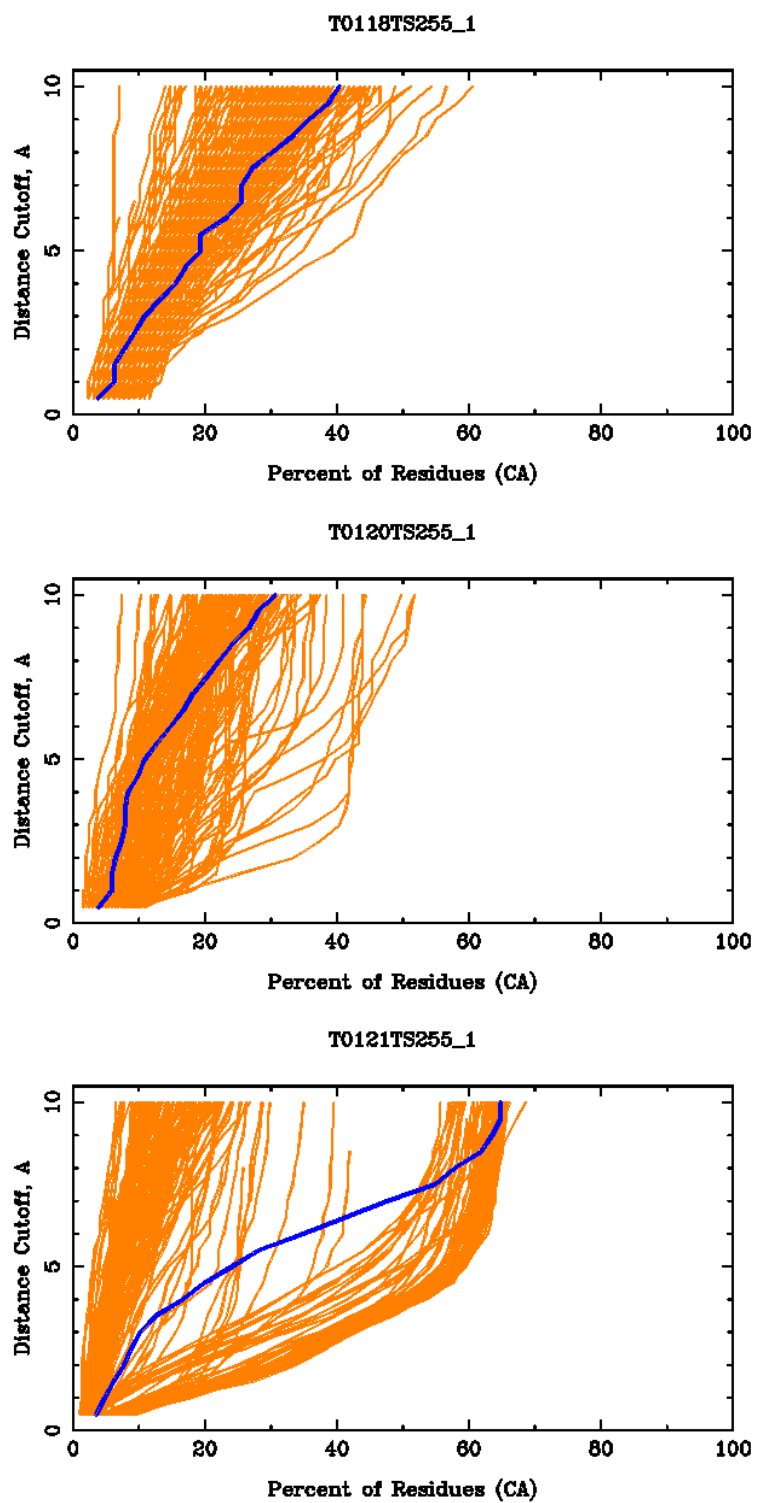 T0118TS255_1
10
5
0
Distance Cutoff, A
0 20 40 60 80 100
Percent of Residues (CA)
T0120TS255_1
10
5
0
Distance Cutoff, A
0 20 40 60 80 100
Percent of Residues (CA)
T0121TS255_1
10
5
0
Distance Cutoff, A
0 20 40 60 80 100
Percent of Residues (CA)